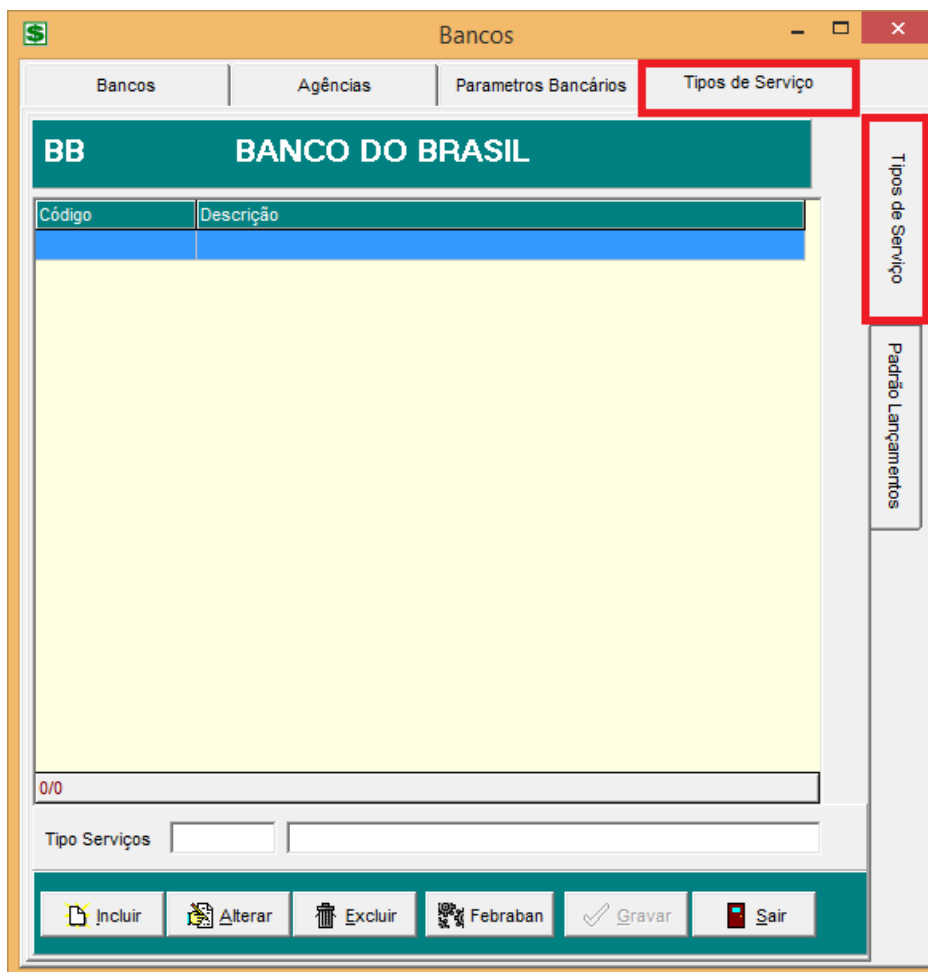 Bancos
Bancos Agências Parametros Bancários Tipos de Serviço
BB BANCO DO BRASIL
Tipos de Serviço
Código Descrição
Padrão Lançamentos
0/0
Tipo Serviços
Incluir Alterar Excluir Febraban Gravar Sair